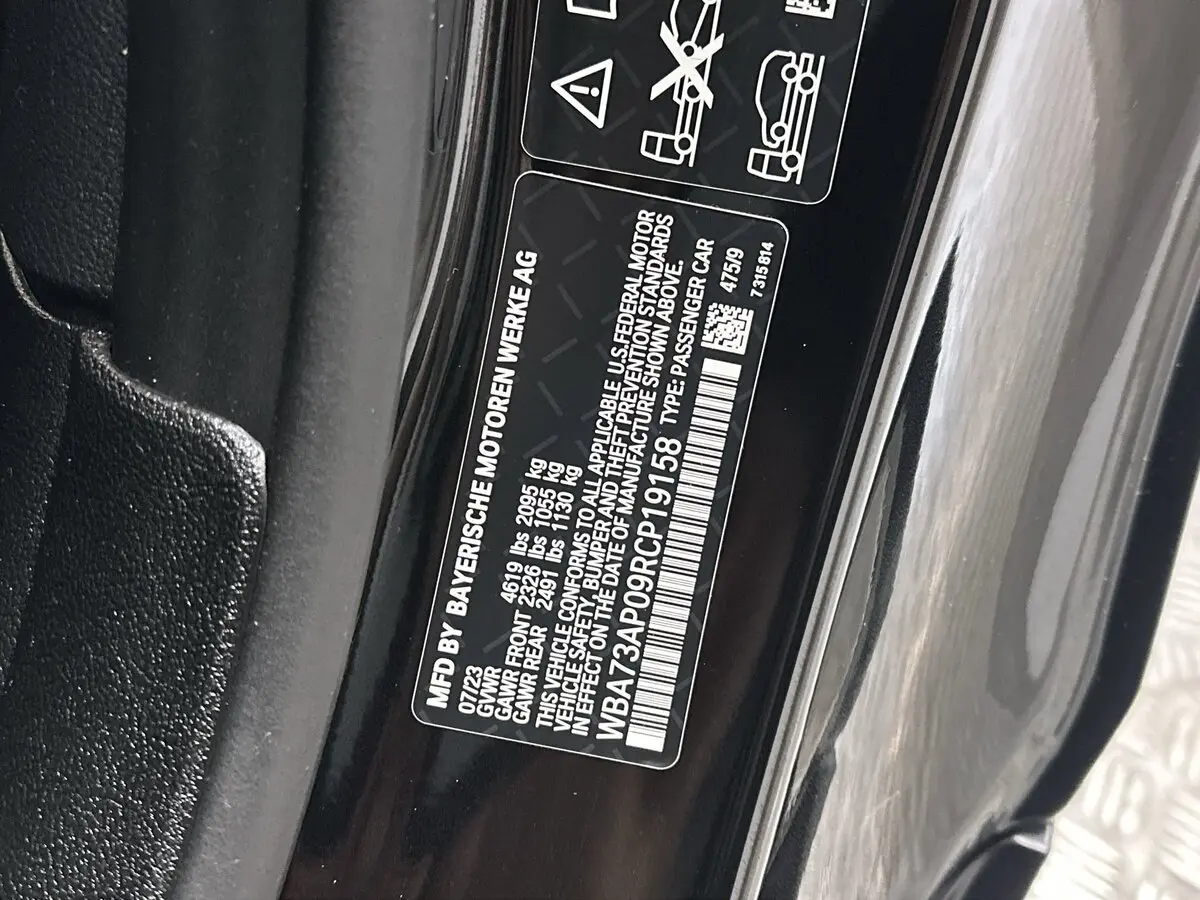 MFD BY BAYERISCHE MOTOREN WERKE AG
07/23
GVWR 4619 lbs 2095 kg
GAWR FRONT 2326 lbs 1055 kg
GAWR REAR 2491 lbs 1130 kg
THIS VEHICLE CONFORMS TO ALL APPLICABLE U.S.FEDERAL MOTOR
VEHICLE SAFETY, BUMPER AND THEFT PREVENTION STANDARDS
IN EFFECT ON THE DATE OF MANUFACTURE SHOWN ABOVE.
WBA73AP09RCP19158 TYPE: PASSENGER CAR
475/9
7315814